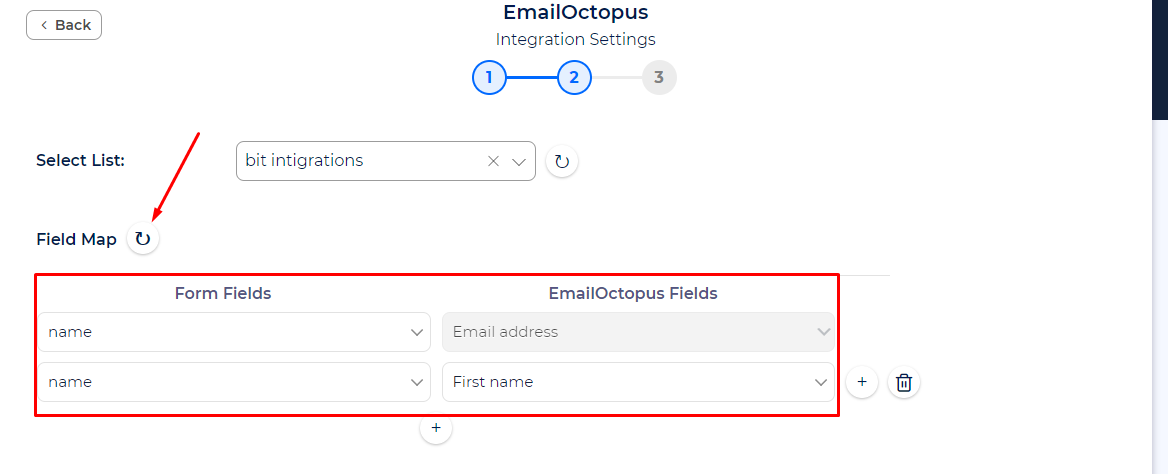 EmailOctopus
Back
Integration Settings
1 2 3
Select List: bit intigrations
Field Map
Form Fields EmailOctopus Fields
name Email address
name First name +
+